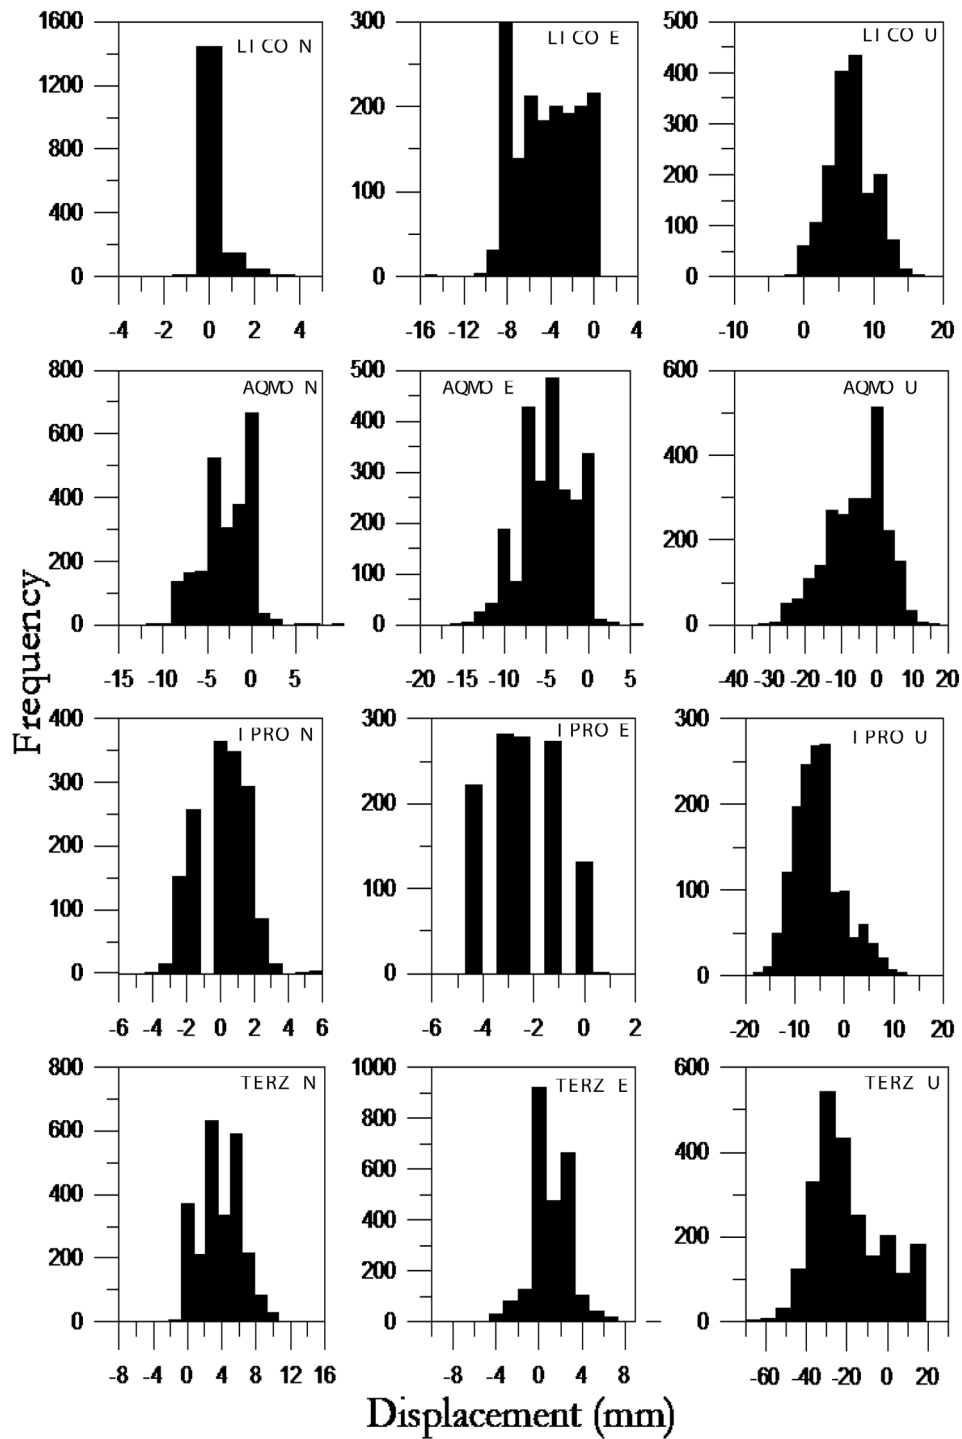 1600
1200
800
400
0
LICO N
-4 -2 0 2 4
300
200
100
0
LICO E
-16 -12 -8 -4 0 4
500
400
300
200
100
0
LICO U
-10 0 10 20
800
600
400
200
0
AQMO N
-15 -10 -5 0 5
500
400
300
200
100
0
AQMO E
-20 -15 -10 -5 0 5
600
400
200
0
AQMO U
-40 -30 -20 -10 0 10 20
Frequency
400
300
200
100
0
IPRO N
-6 -4 -2 0 2 4 6
300
200
100
0
IPRO E
-6 -4 -2 0 2
300
200
100
0
IPRO U
-20 -10 0 10 20
800
600
400
200
0
TERZ N
-8 -4 0 4 8 12 16
1000
800
600
400
200
0
TERZ E
-8 -4 0 4 8
600
400
200
0
TERZ U
-60 -40 -20 0 20
Displacement (mm)